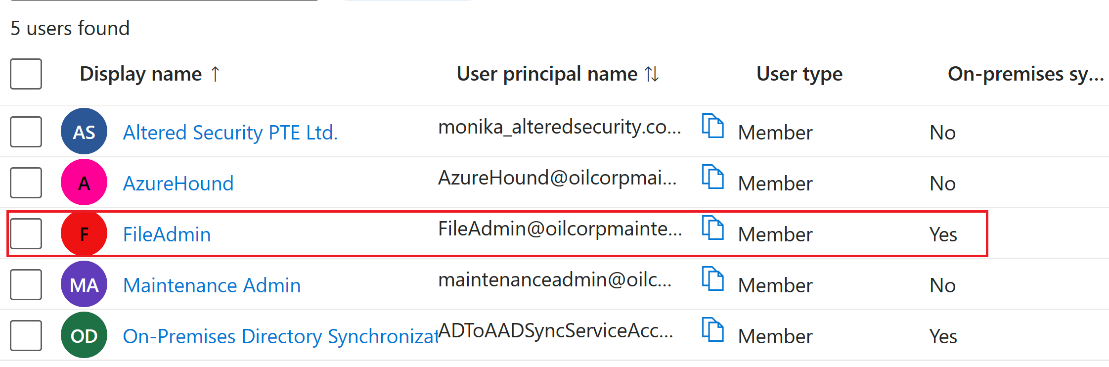 5 users found
Display name ↑ User principal name ↑↓ User type On-premises sy...
AS Altered Security PTE Ltd. monika_alteredsecurity.co... Member No
A AzureHound AzureHound@oilcorpmai... Member No
F FileAdmin FileAdmin@oilcorpmainte... Member Yes
MA Maintenance Admin maintenanceadmin@oilc... Member No
OD On-Premises Directory Synchronizat ADToAADSyncServiceAcc... Member Yes